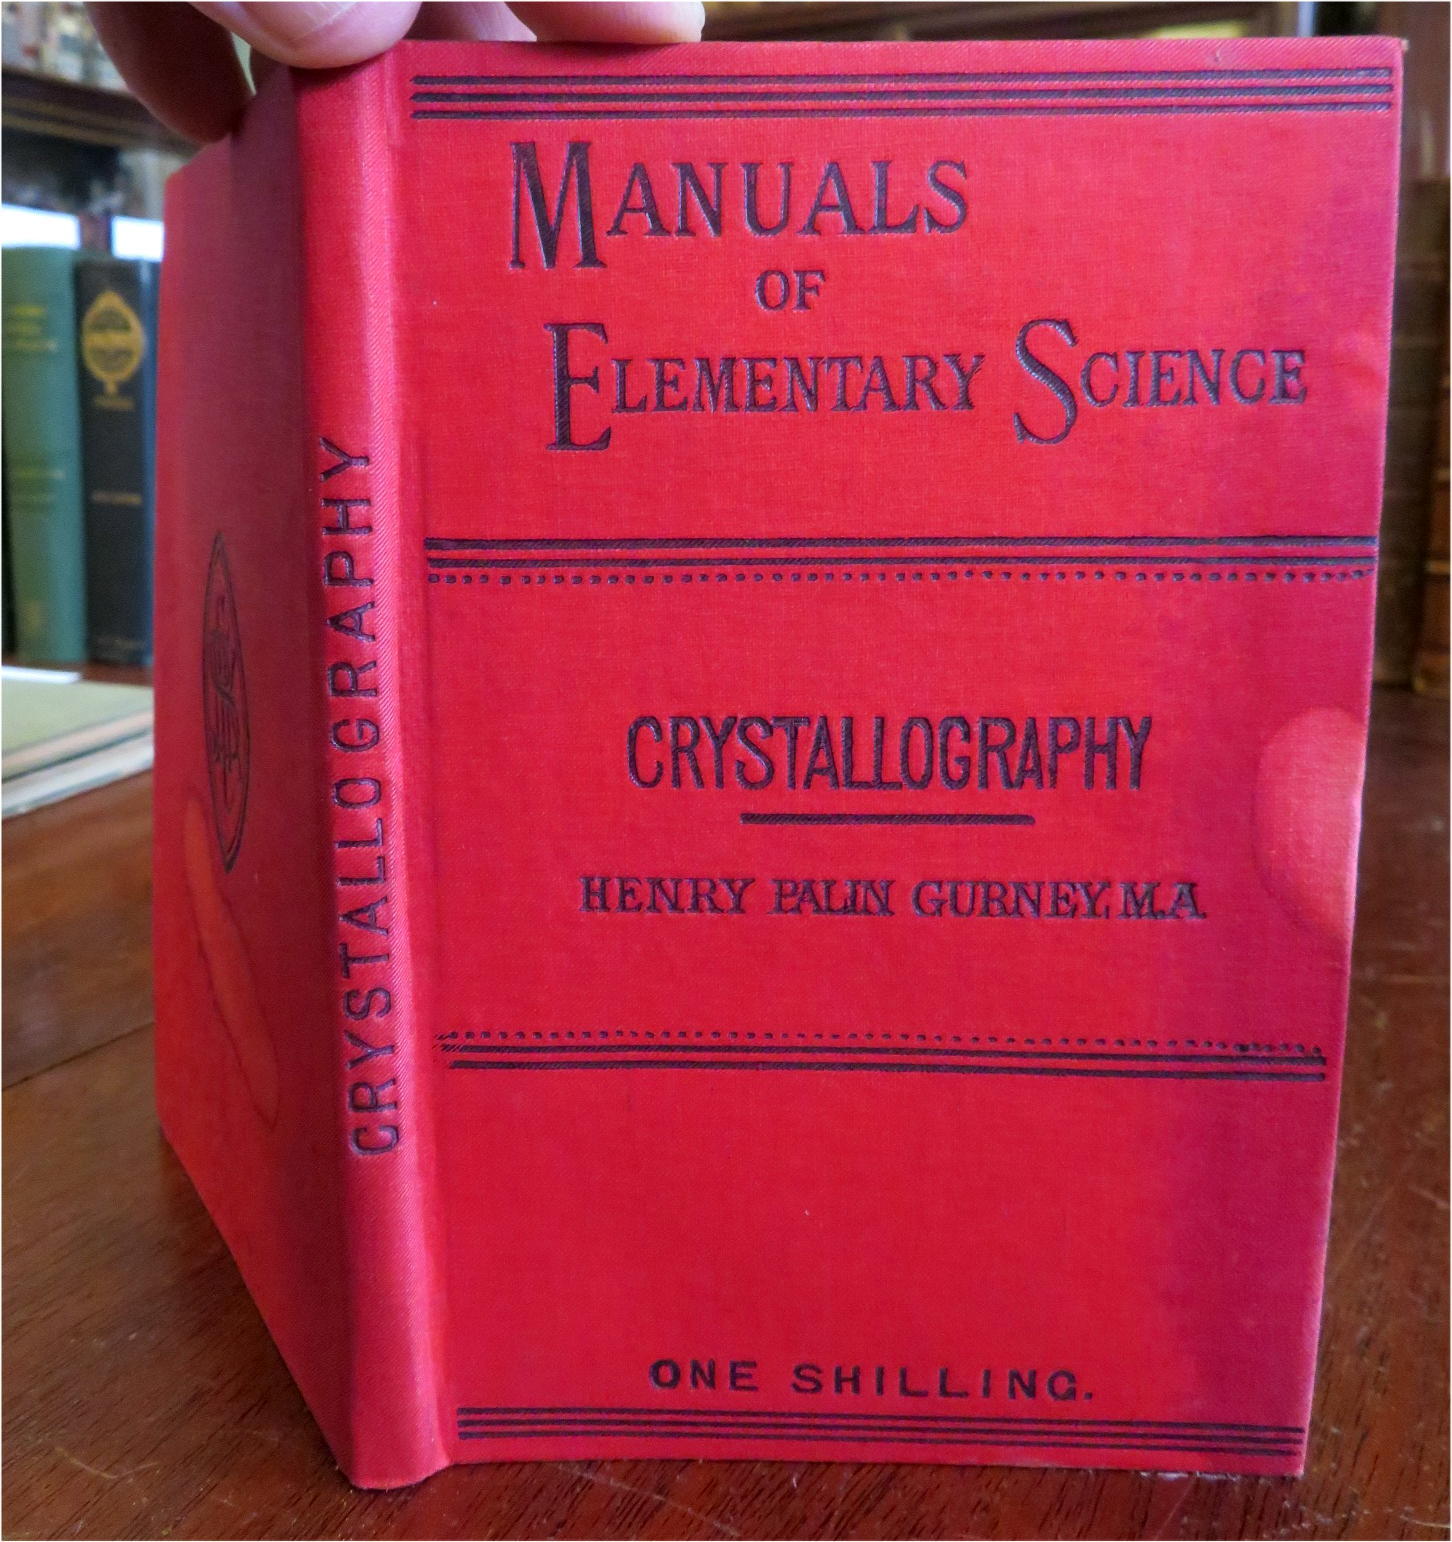 MANUALS
OF
ELEMENTARY SCIENCE
CRYSTALLOGRAPHY
HENRY PALIN GURNEY, M.A.
ONE SHILLING.
CRYSTALLOGRAPHY